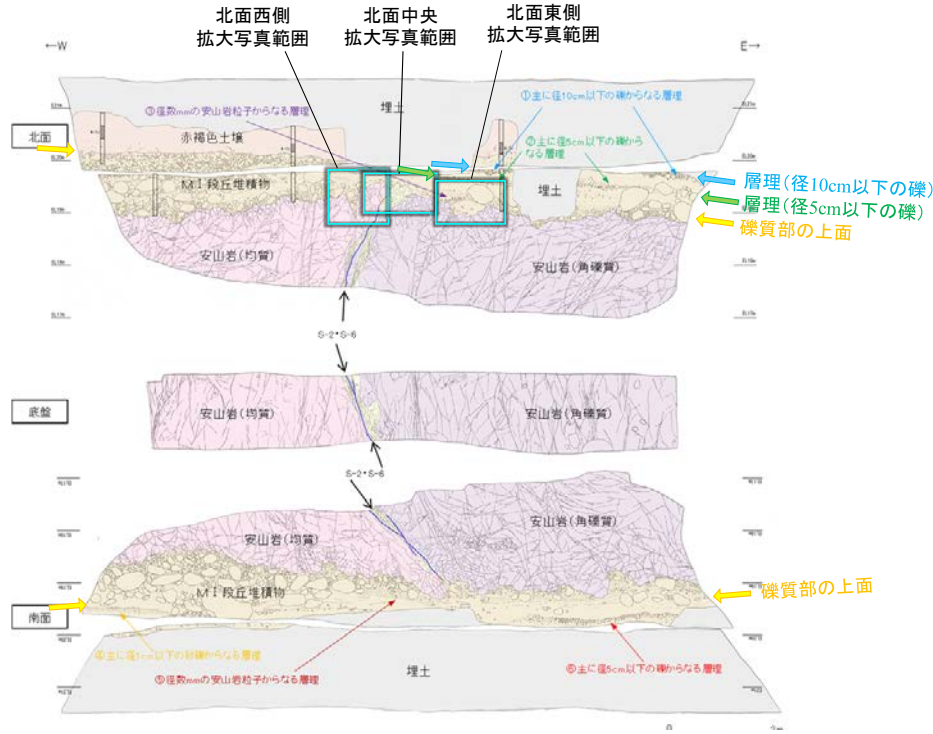 北面西側
拡大写真範囲
北面中央
拡大写真範囲
北面東側
拡大写真範囲
←W
E→
埋土
①主に径10cm以下の礫からなる層理
③径数mmの安山岩粒子からなる層理
北面
赤褐色土壌
②主に径5cm以下の礫から
なる層理
MⅠ段丘堆積物
埋土
層理(径10cm以下の礫)
層理(径5cm以下の礫)
礫質部の上面
安山岩(均質)
安山岩(角礫質)
S-2・S-6
底盤
安山岩(均質)
安山岩(角礫質)
S-2・S-6
安山岩(角礫質)
安山岩(均質)
MⅠ段丘堆積物
礫質部の上面
南面
④主に径1cm以下の砂礫からなる層理
⑤径数mmの安山岩粒子からなる層理
埋土
⑥主に径5cm以下の礫からなる層理